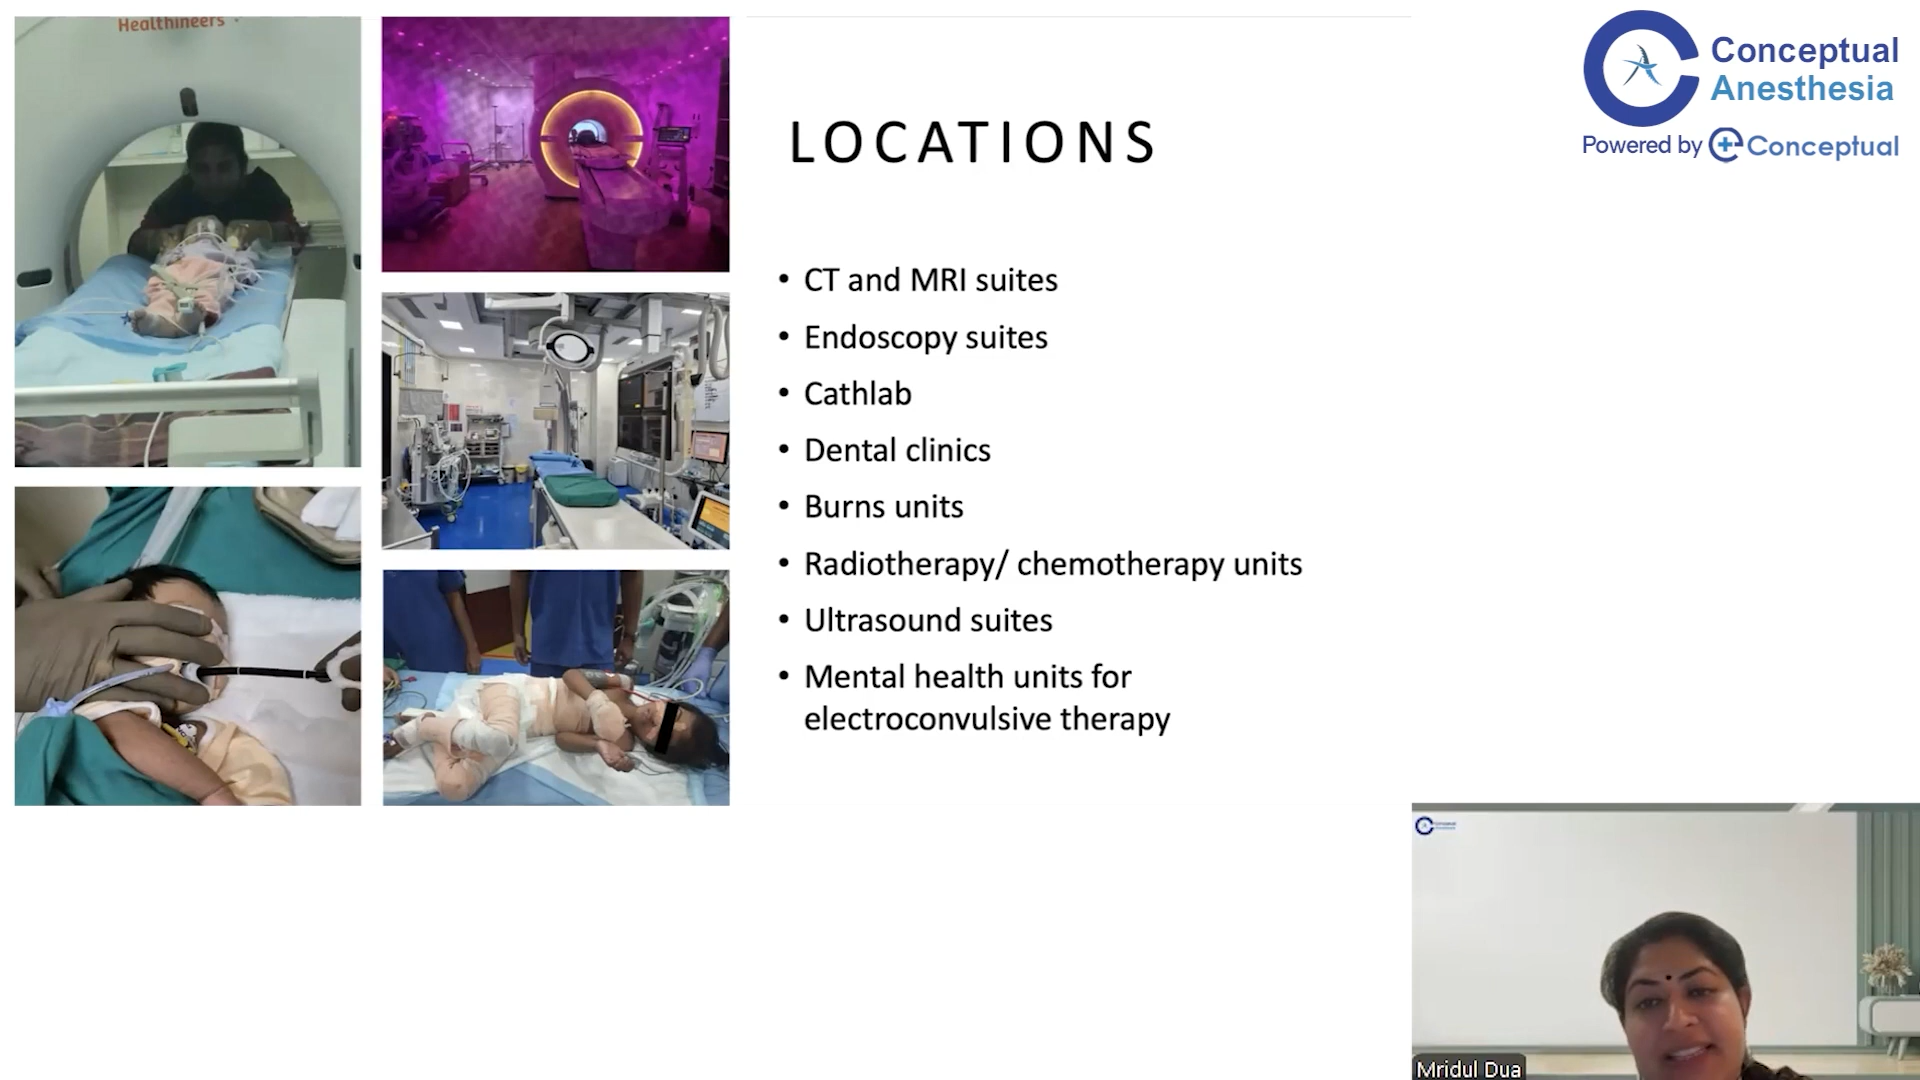 Healthineers
LOCATIONS
• CT and MRI suites
• Endoscopy suites
• Cathlab
• Dental clinics
• Burns units
• Radiotherapy/ chemotherapy units
• Ultrasound suites
• Mental health units for
electroconvulsive therapy
Conceptual
Anesthesia
Powered by Conceptual
Mridul Dua